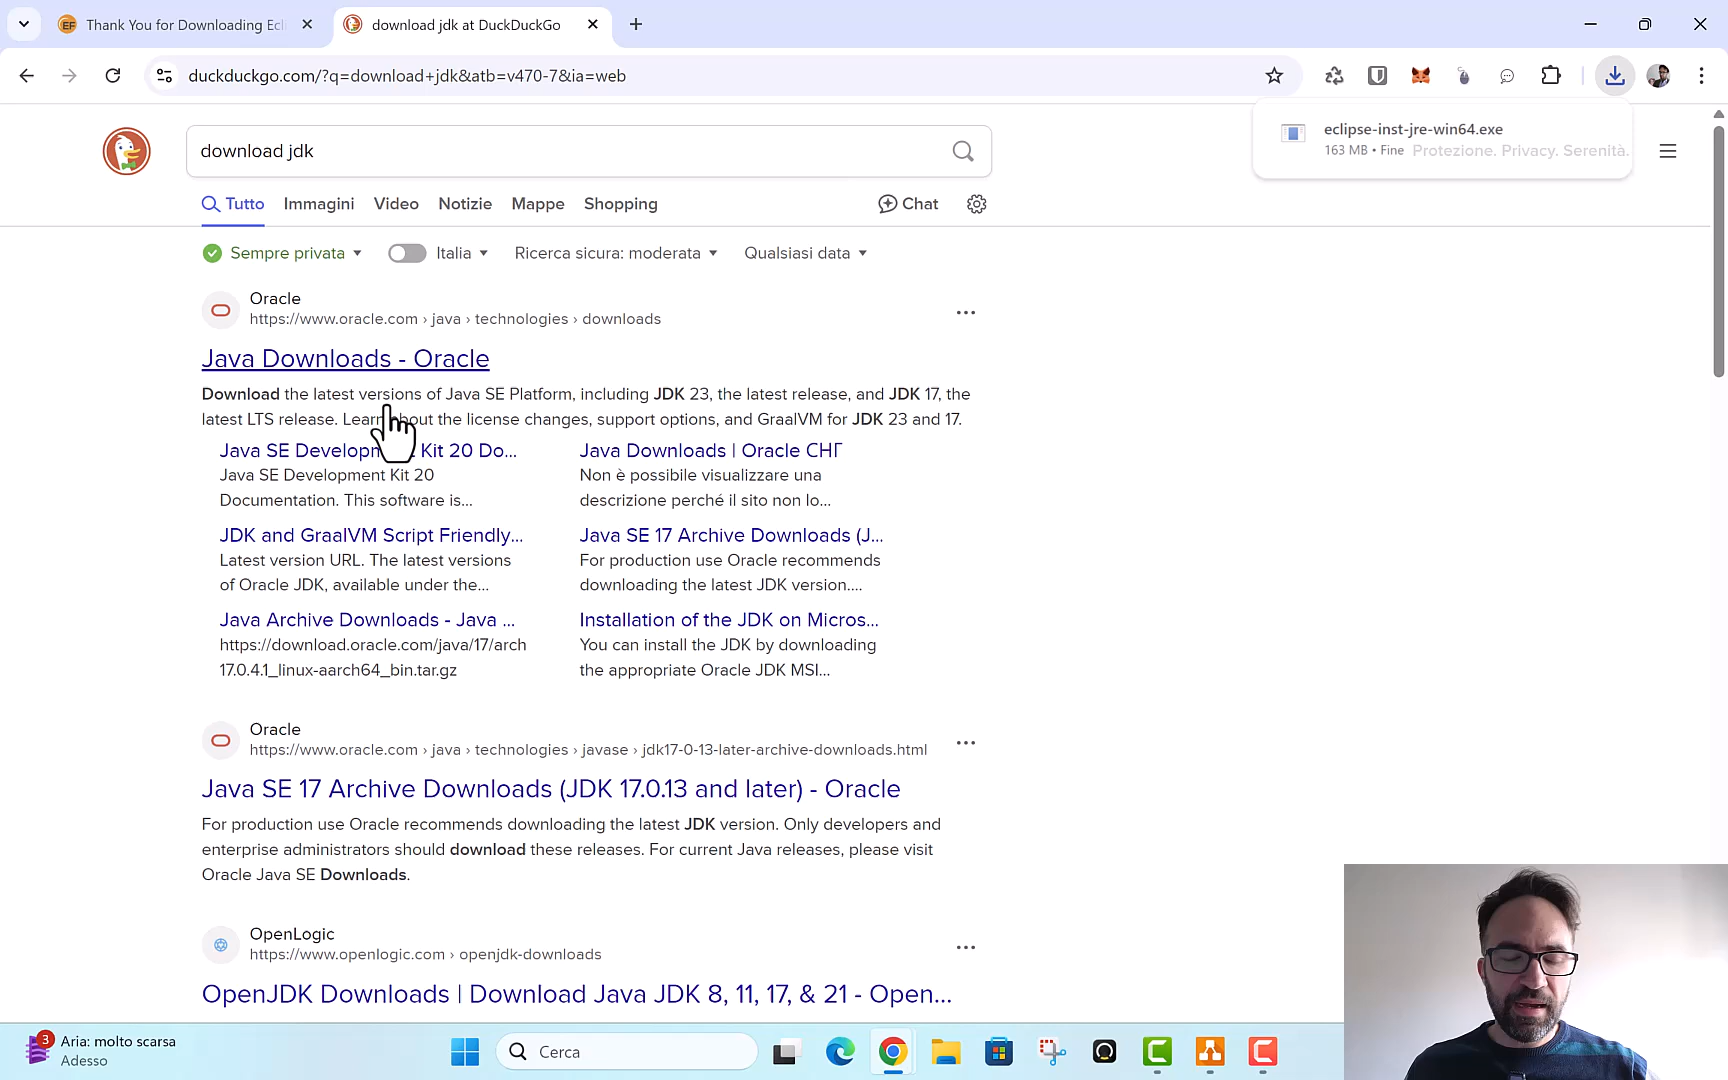 Thank You for Downloading Ecl
download jdk at DuckDuckGo
duckduckgo.com/?q=download+jdk&atb=v470-7&ia=web
eclipse-inst-jre-win64.exe
163 MB • Fine
Protezione. Privacy. Serenità.
download jdk
Tutto
Immagini
Video
Notizie
Mappe
Shopping
Chat
Sempre privata
Italia
Ricerca sicura: moderata
Qualsiasi data
Oracle
https://www.oracle.com › java › technologies › downloads
Java Downloads - Oracle
Download the latest versions of Java SE Platform, including JDK 23, the latest release, and JDK 17, the
latest LTS release. Learn about the license changes, support options, and GraalVM for JDK 23 and 17.
Java SE Developm Kit 20 Do...
Java SE Development Kit 20
Documentation. This software is...
Java Downloads | Oracle СНГ
Non è possibile visualizzare una
descrizione perché il sito non lo...
JDK and GraalVM Script Friendly...
Latest version URL. The latest versions
of Oracle JDK, available under the...
Java SE 17 Archive Downloads (J...
For production use Oracle recommends
downloading the latest JDK version....
Java Archive Downloads - Java ...
https://download.oracle.com/java/17/arch
17.0.4.1_linux-aarch64_bin.tar.gz
Installation of the JDK on Micros...
You can install the JDK by downloading
the appropriate Oracle JDK MSI...
Oracle
https://www.oracle.com › java › technologies › javase › jdk17-0-13-later-archive-downloads.html
Java SE 17 Archive Downloads (JDK 17.0.13 and later) - Oracle
For production use Oracle recommends downloading the latest JDK version. Only developers and
enterprise administrators should download these releases. For current Java releases, please visit
Oracle Java SE Downloads.
OpenLogic
https://www.openlogic.com › openjdk-downloads
OpenJDK Downloads | Download Java JDK 8, 11, 17, & 21 - Open...
3
Aria: molto scarsa
Adesso
Cerca